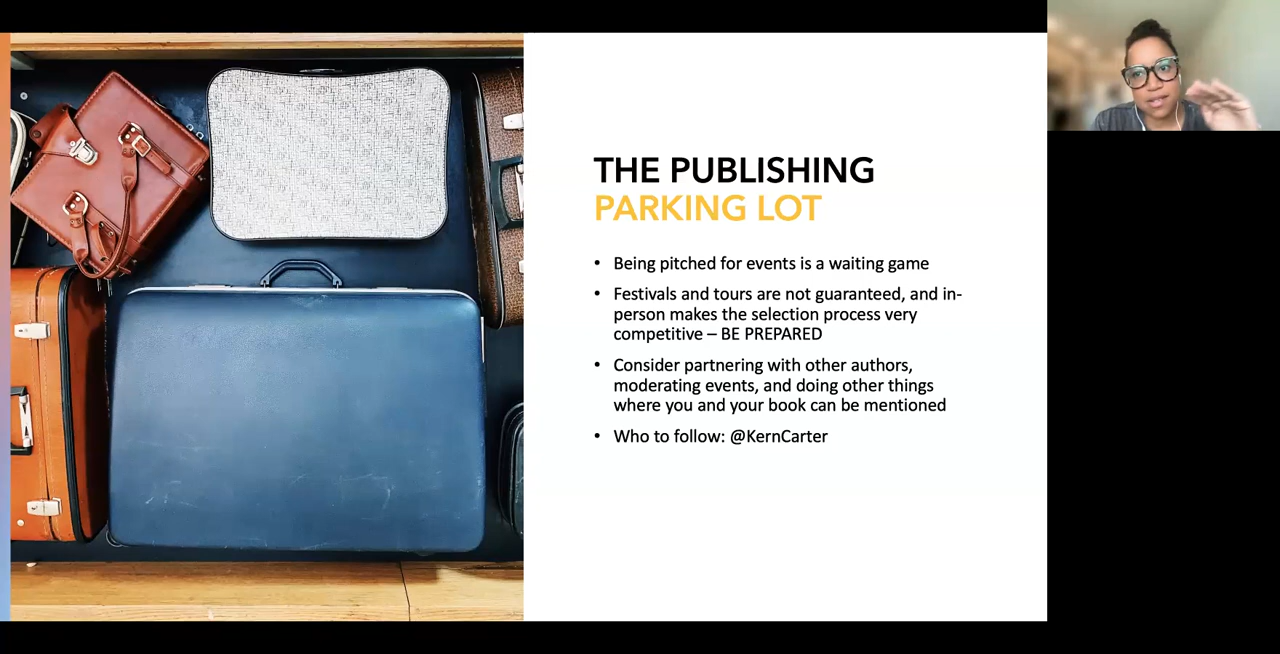 THE PUBLISHING
PARKING LOT
• Being pitched for events is a waiting game
• Festivals and tours are not guaranteed, and in-
person makes the selection process very
competitive – BE PREPARED
• Consider partnering with other authors,
moderating events, and doing other things
where you and your book can be mentioned
• Who to follow: @KernCarter